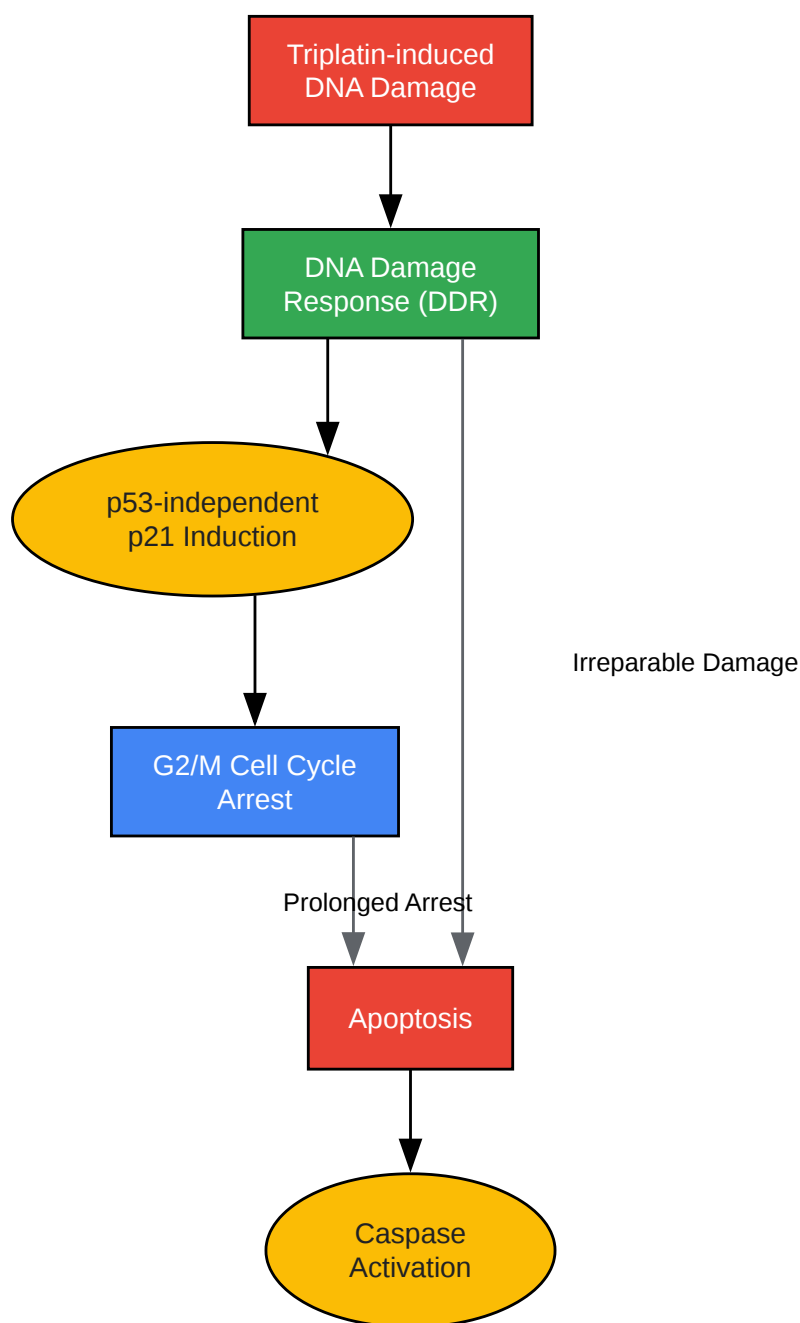 Triplatin-induced
DNA Damage
DNA Damage
Response (DDR)
p53-independent
p21 Induction
Irreparable Damage
G2/M Cell Cycle
Arrest
Prolonged Arrest
Apoptosis
Caspase
Activation